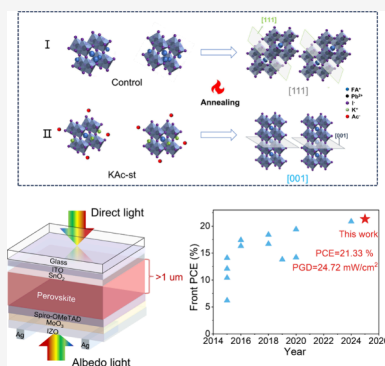 I
Control
[111]
[111]
Annealing
FA⁺
Pb²⁺
I⁻
K⁺
Ac⁻
II
KAc-st
[001]
[001]
Direct light
Glass
ITO
SnO₂
Perovskite
>1 um
Spiro-OMeTAD
MoO₃
IZO
Ag
Ag
Albedo light
Front PCE (%)
20
15
10
5
0
This work
PCE=21.33 %
PGD=24.72 mW/cm²
2014 2016 2018 2020 2022 2024 2026
Year